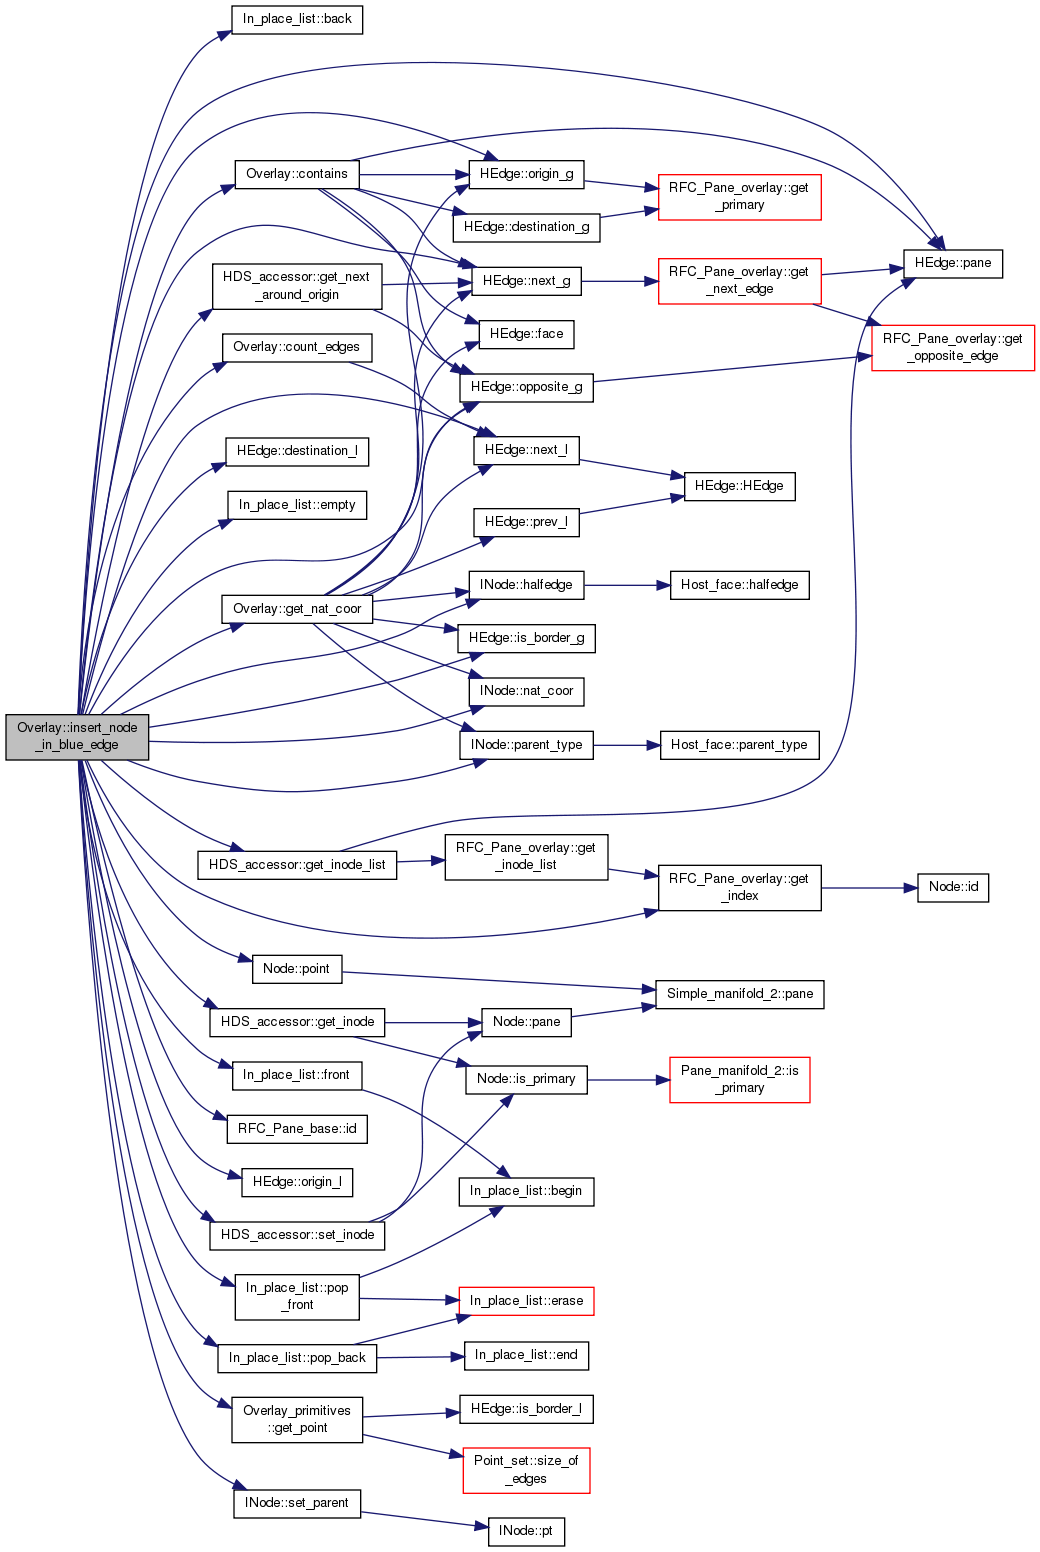 In_place_list::back
Overlay::contains
HEdge::origin_g
RFC_Pane_overlay::get
_primary
HEdge::destination_g
HEdge::pane
HDS_accessor::get_next
_around_origin
HEdge::next_g
RFC_Pane_overlay::get
_next_edge
HEdge::face
Overlay::count_edges
RFC_Pane_overlay::get
_opposite_edge
HEdge::opposite_g
HEdge::destination_l
HEdge::next_l
HEdge::HEdge
In_place_list::empty
HEdge::prev_l
Overlay::get_nat_coor
INode::halfedge
Host_face::halfedge
HEdge::is_border_g
INode::nat_coor
Overlay::insert_node
_in_blue_edge
INode::parent_type
Host_face::parent_type
HDS_accessor::get_inode_list
RFC_Pane_overlay::get
_inode_list
RFC_Pane_overlay::get
_index
Node::id
Node::point
Simple_manifold_2::pane
HDS_accessor::get_inode
Node::pane
In_place_list::front
Node::is_primary
Pane_manifold_2::is
_primary
RFC_Pane_base::id
HEdge::origin_l
In_place_list::begin
HDS_accessor::set_inode
In_place_list::pop
_front
In_place_list::erase
In_place_list::pop_back
In_place_list::end
Overlay_primitives
::get_point
HEdge::is_border_l
Point_set::size_of
_edges
INode::set_parent
INode::pt